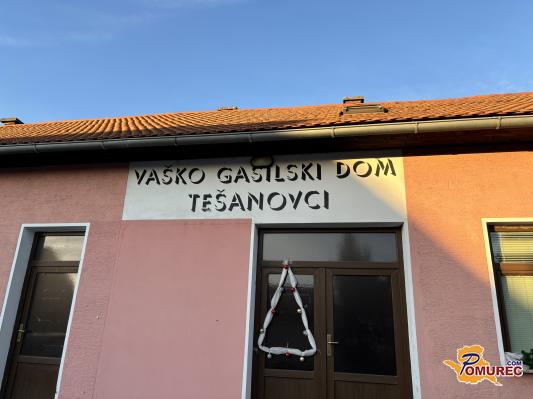 VAŠKO GASILSKI DOM
TEŠANOVCI
POMUREC.COM